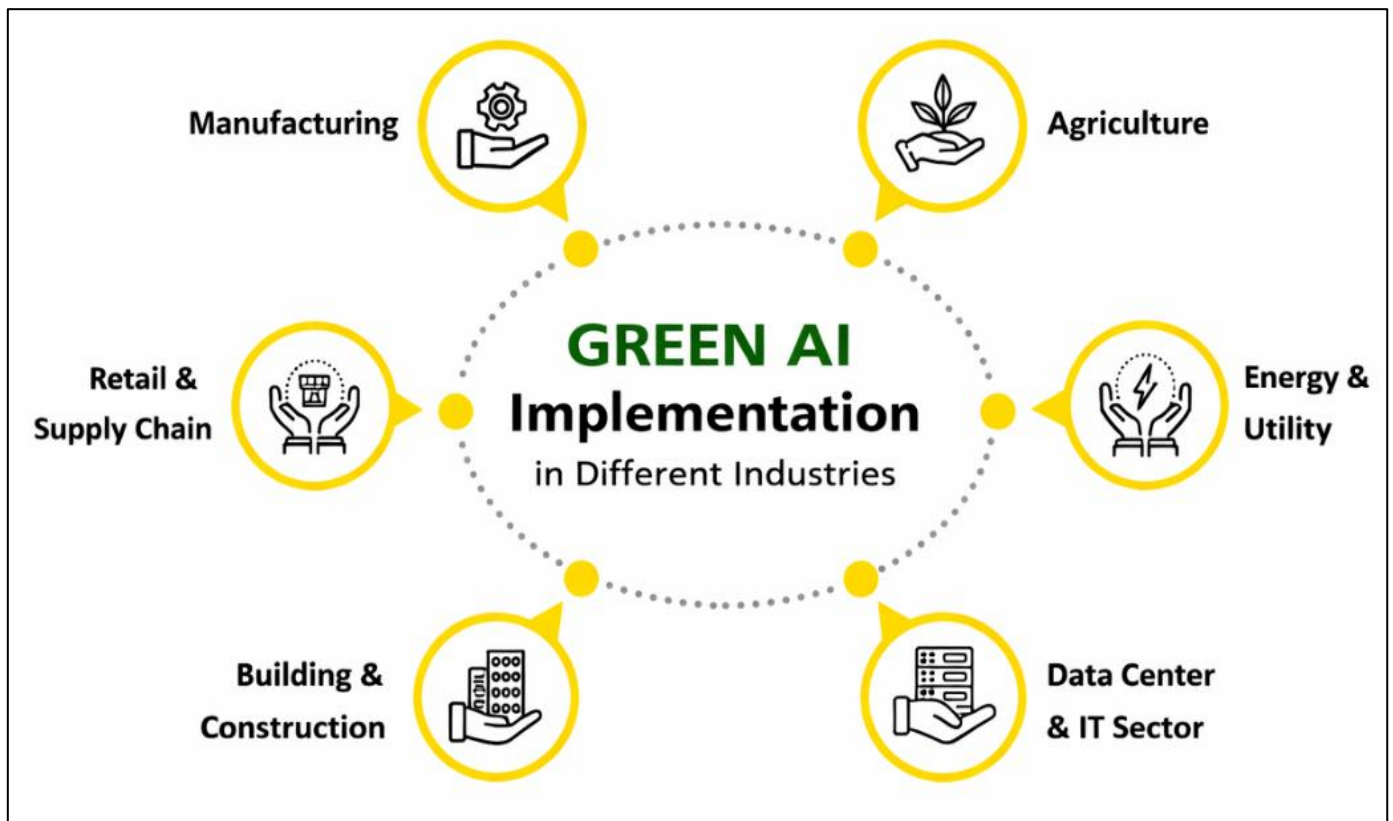 Manufacturing
Agriculture
GREEN AI
Implementation
in Different Industries
Retail &
Supply Chain
Energy &
Utility
Building &
Construction
Data Center
& IT Sector